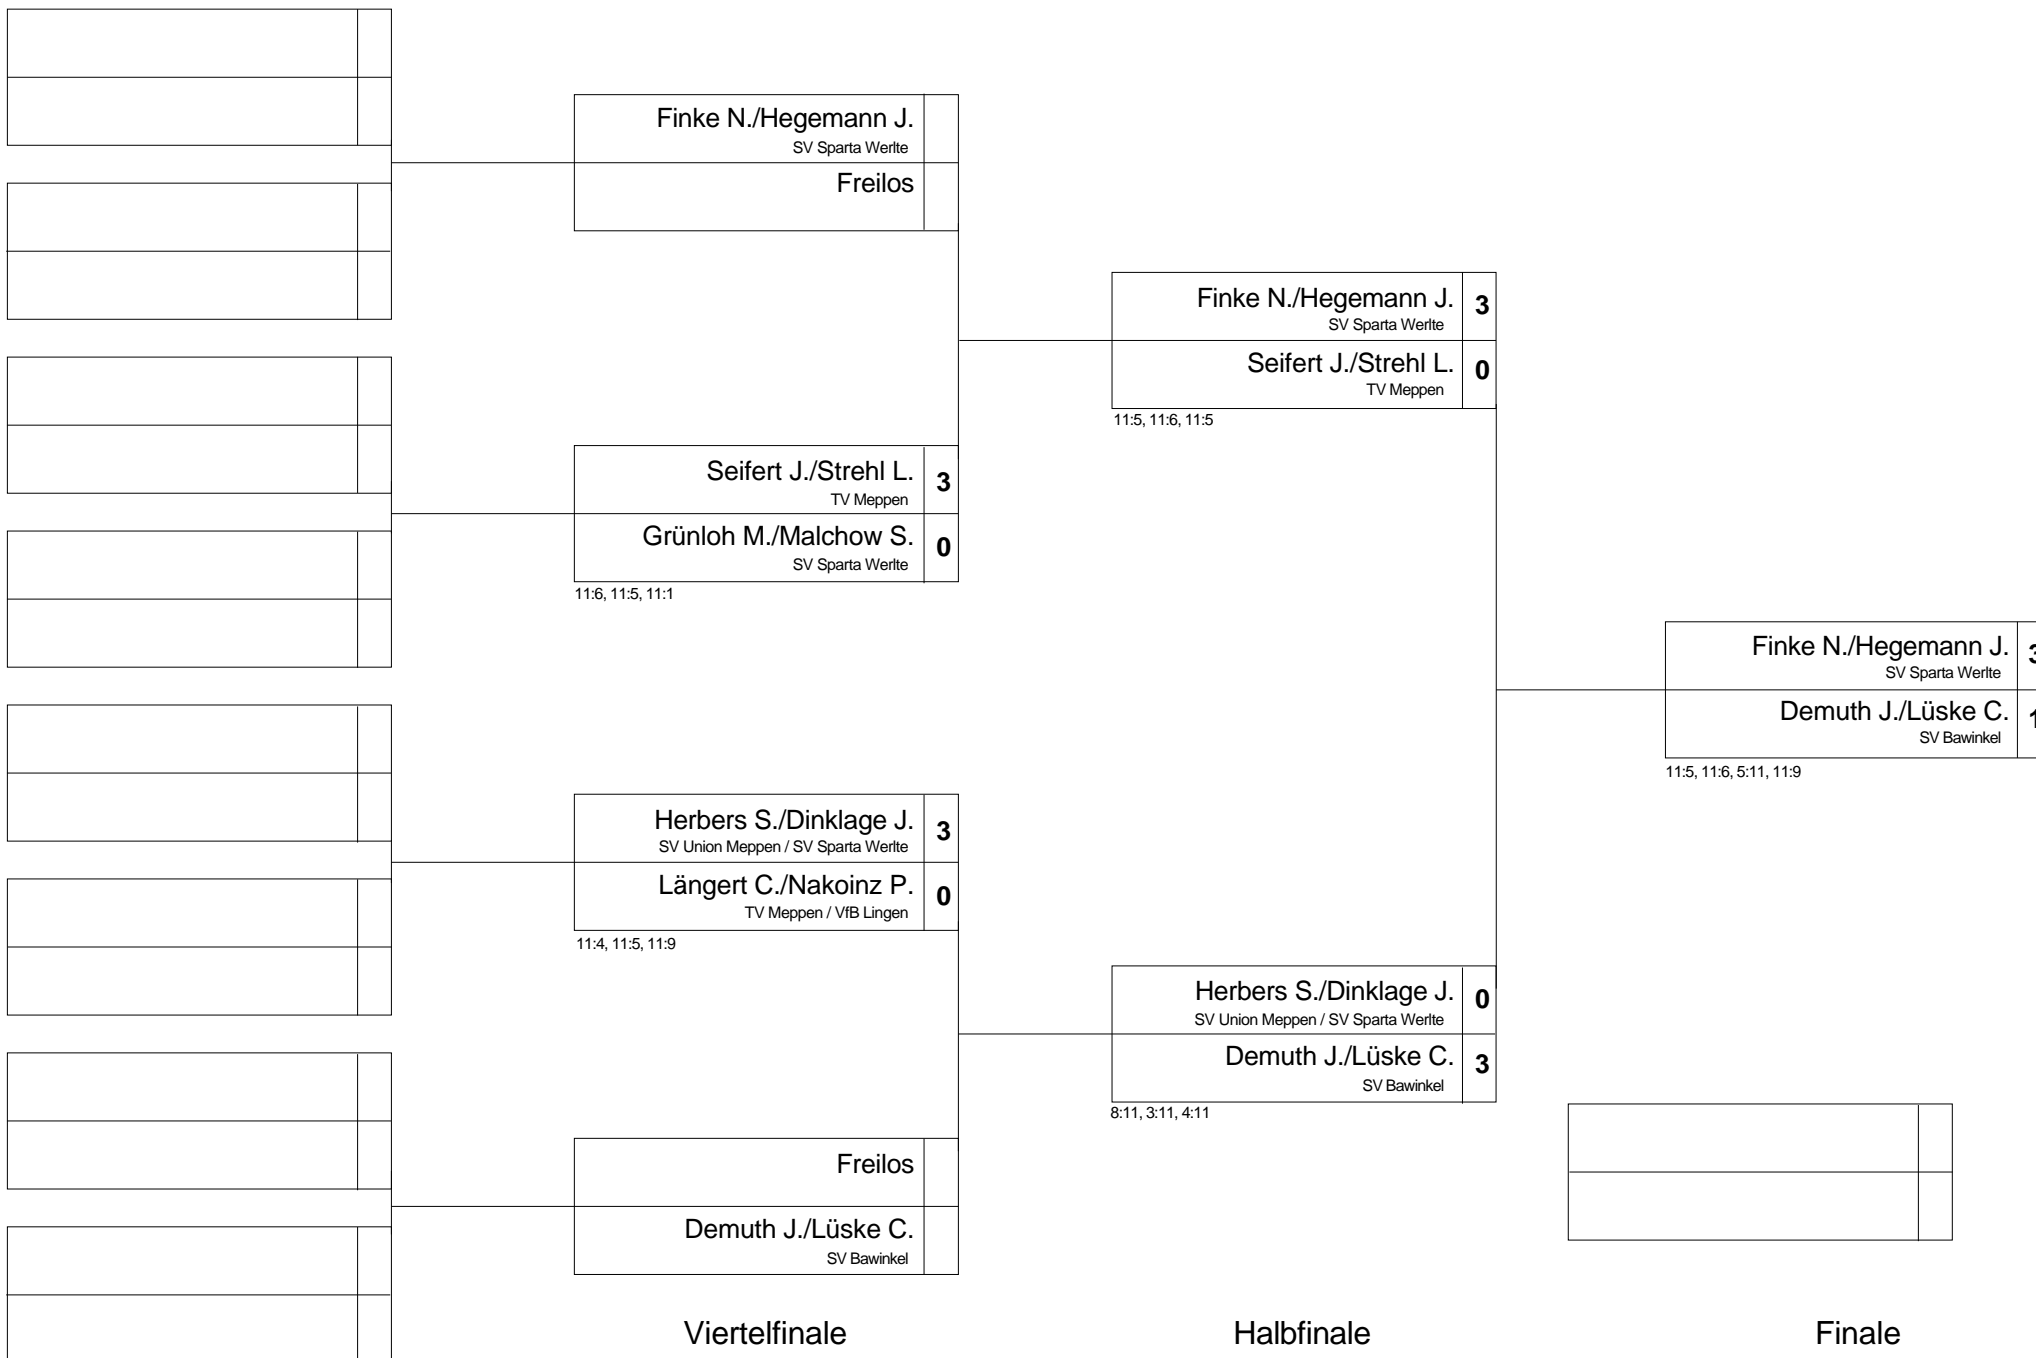 Finke N./Hegemann J.
SV Sparta Werlte
Freilos
Seifert J./Strehl L. 3
TV Meppen
Grünloh M./Malchow S. 0
SV Sparta Werlte
11:6, 11:5, 11:1
Herbers S./Dinklage J. 3
SV Union Meppen / SV Sparta Werlte
Längert C./Nakoinz P. 0
TV Meppen / VfB Lingen
11:4, 11:5, 11:9
Freilos
Demuth J./Lüske C.
SV Bawinkel
Viertelfinale
Finke N./Hegemann J. 3
SV Sparta Werlte
Seifert J./Strehl L. 0
TV Meppen
11:5, 11:6, 11:5
Herbers S./Dinklage J. 0
SV Union Meppen / SV Sparta Werlte
Demuth J./Lüske C. 3
SV Bawinkel
8:11, 3:11, 4:11
Halbfinale
Finke N./Hegemann J. 3
SV Sparta Werlte
Demuth J./Lüske C. 1
SV Bawinkel
11:5, 11:6, 5:11, 11:9
Finale